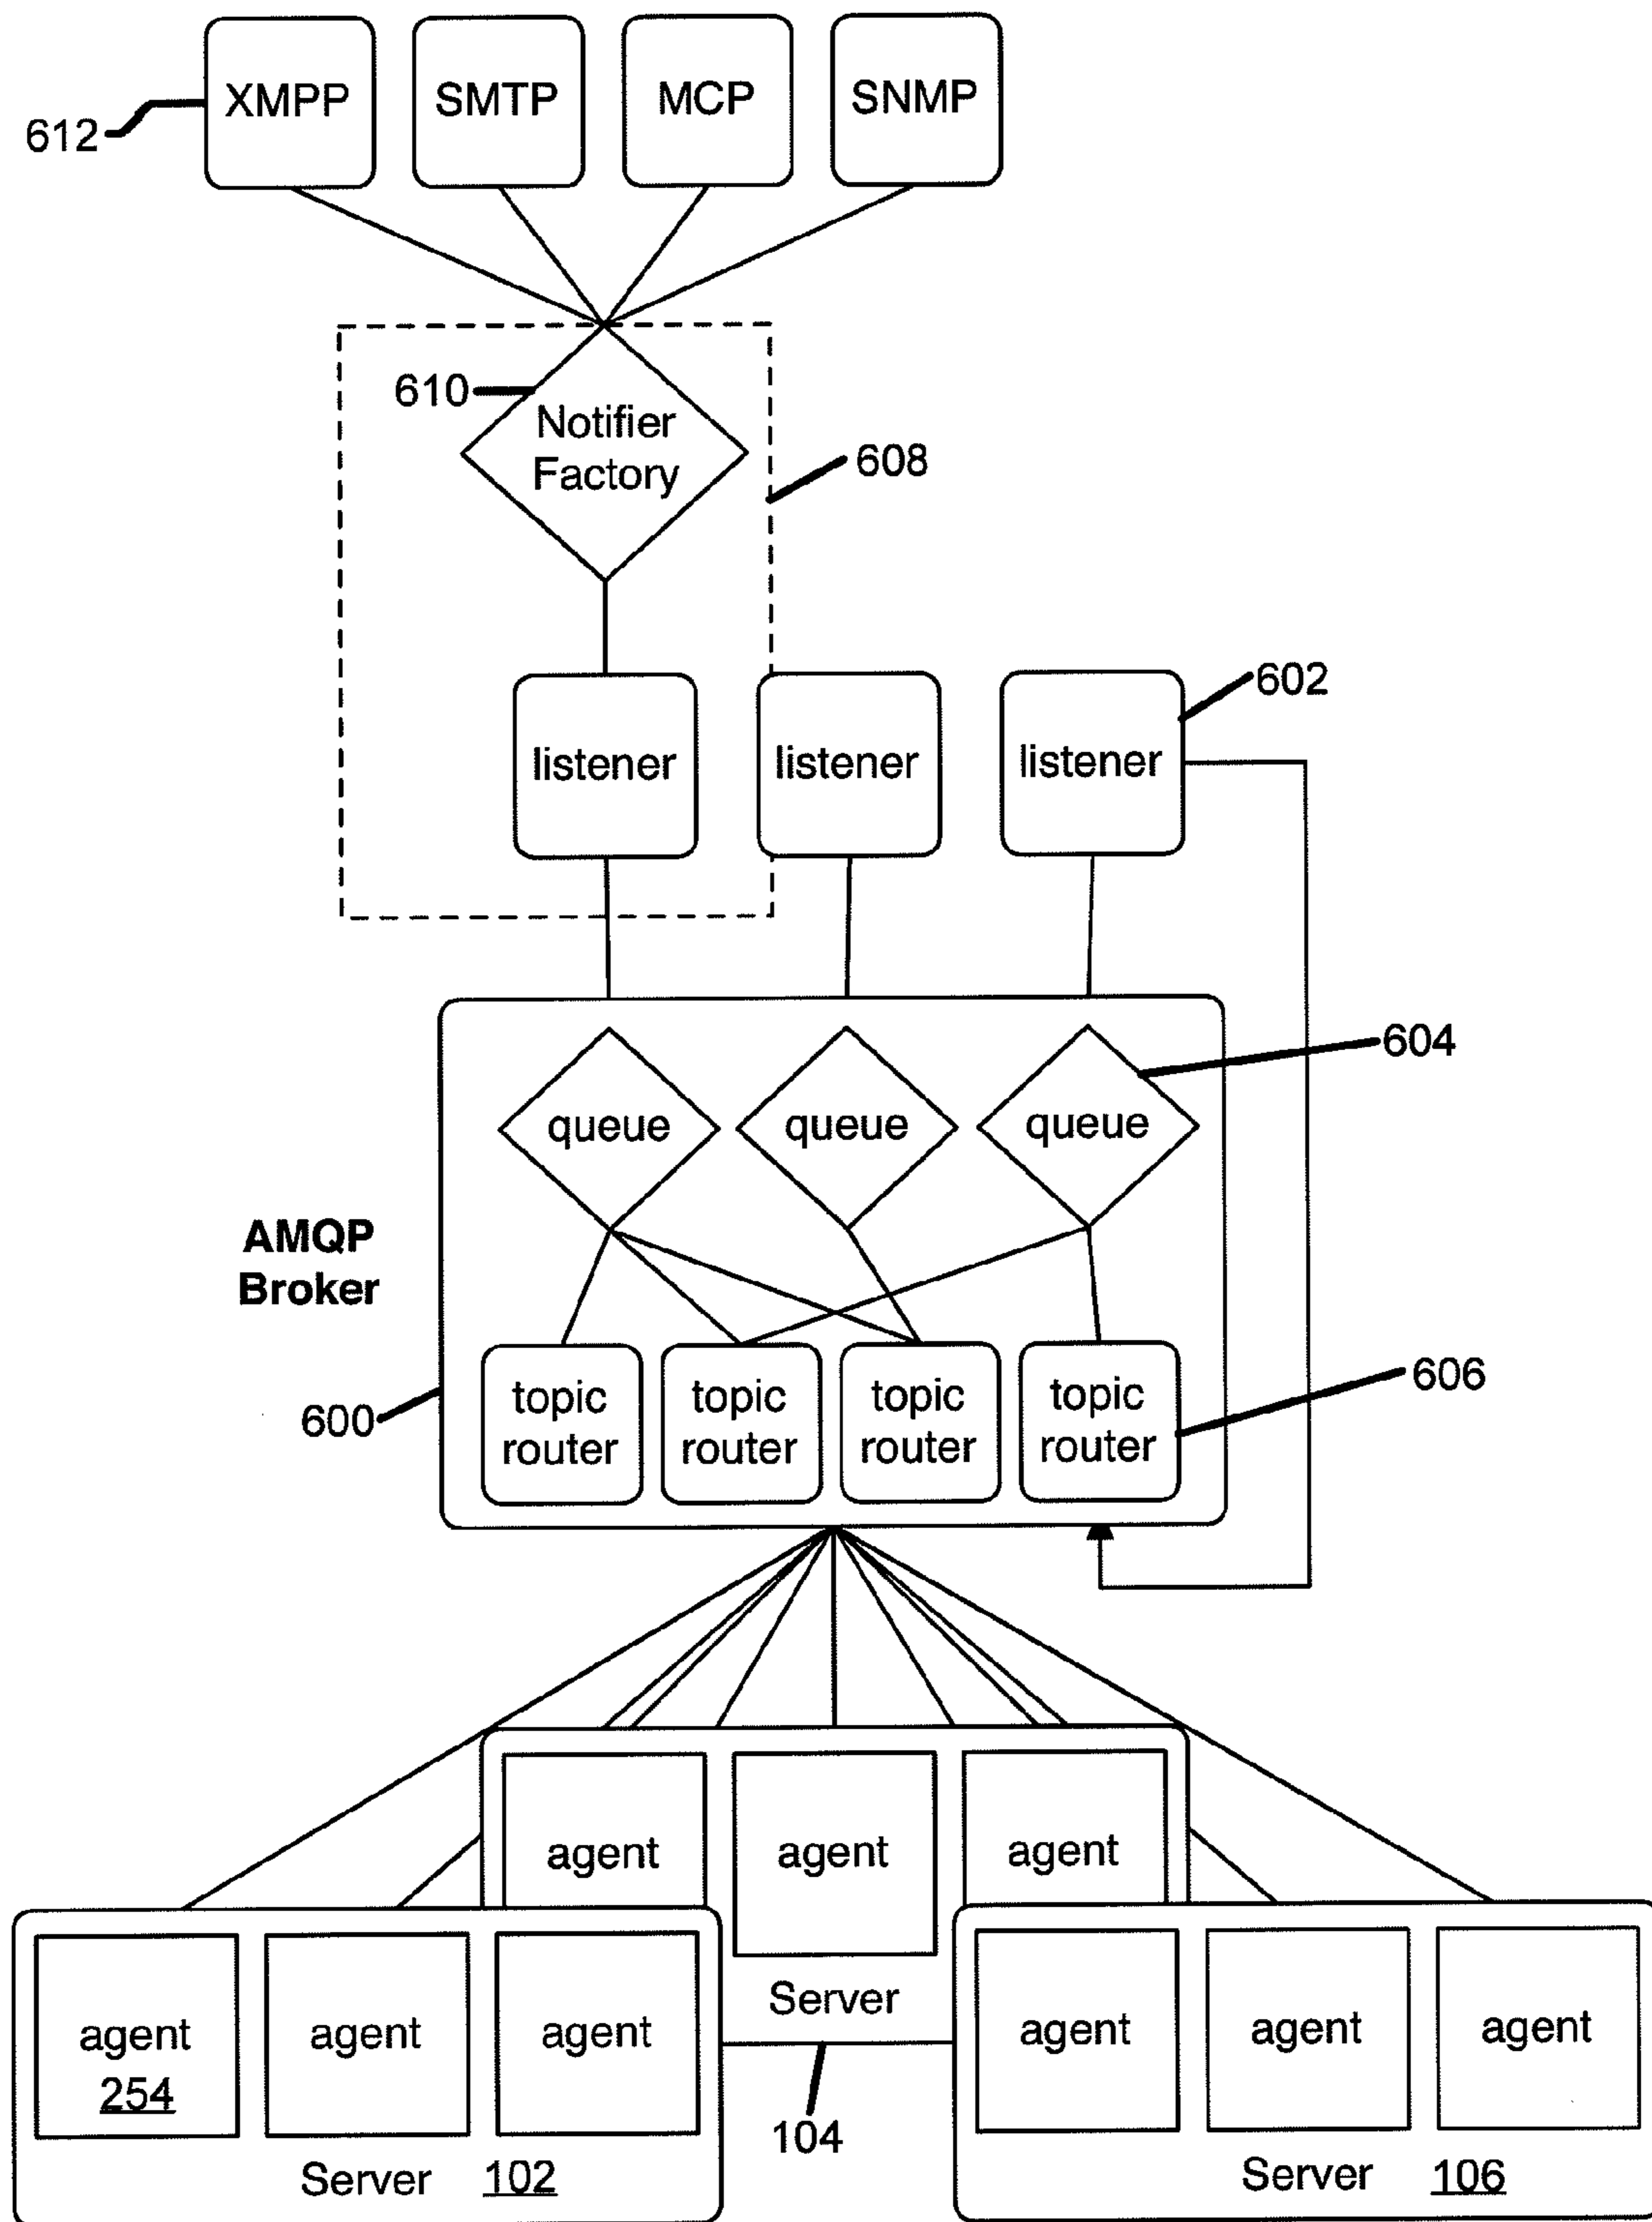 XMPP
SMTP
MCP
SNMP
612
610
Notifier
Factory
608
602
listener
listener
listener
604
queue
queue
queue
AMQP
Broker
600
topic
router
topic
router
topic
router
topic
router
606
agent
agent
agent
Server
104
agent
254
agent
agent
Server 102
agent
agent
agent
Server 106